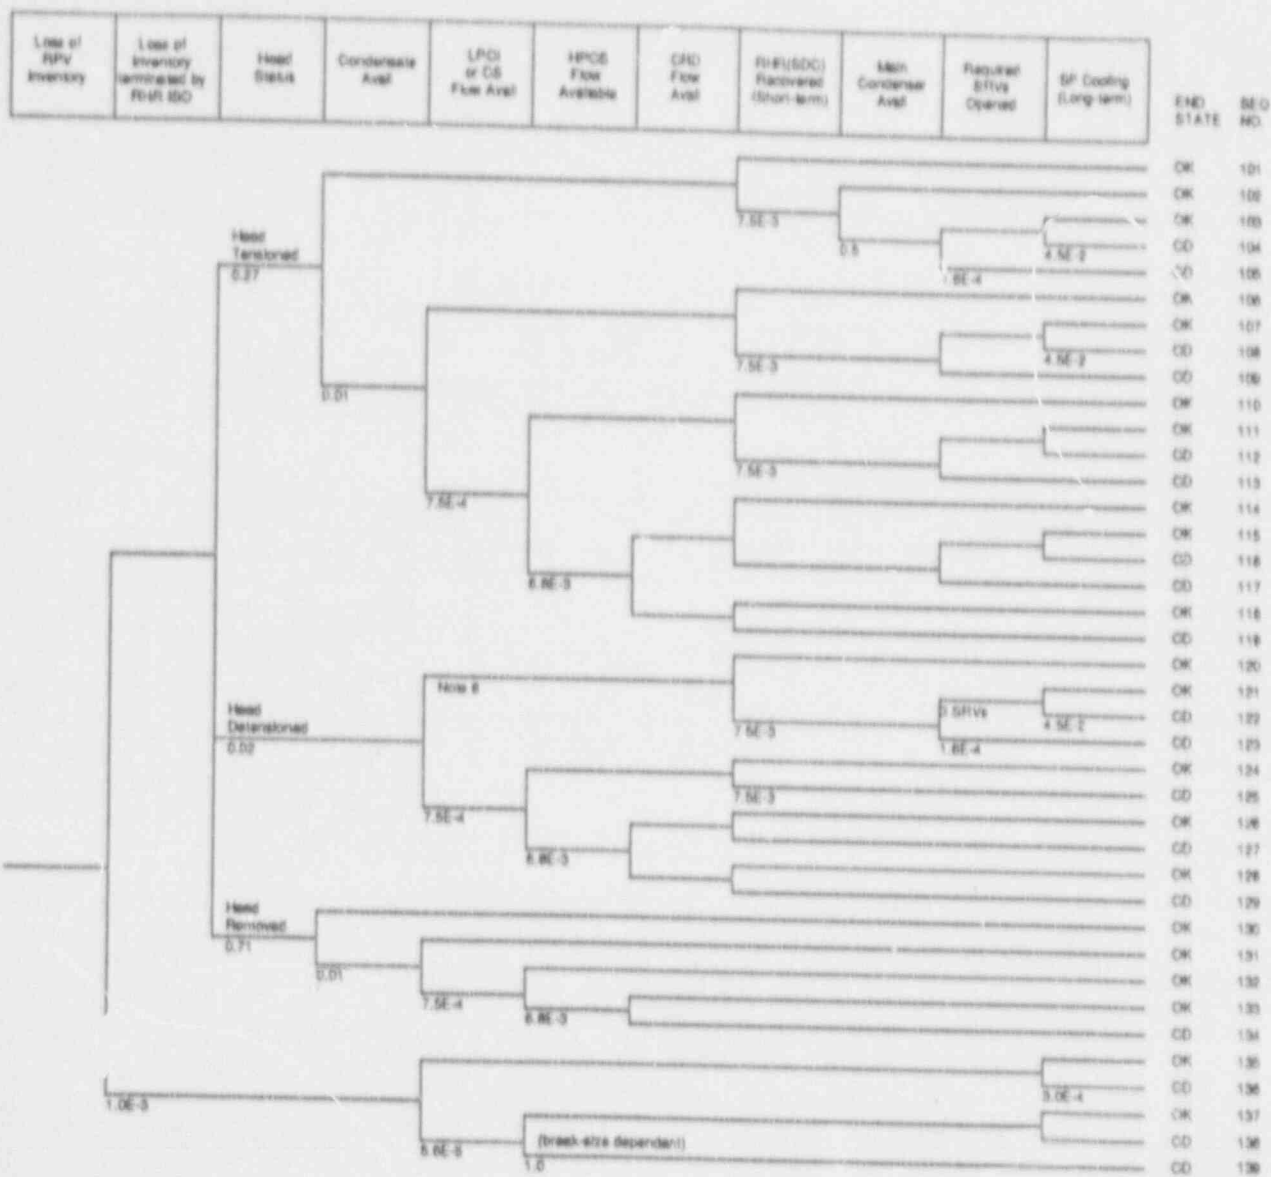 Loss of
RPV
Inventory
Loss of
Inventory
terminated by
RHR ISO
Head
Status
Condensate
Avail
LPCI
or CS
Flow Avail
HPCS
Flow
Available
CRD
Flow
Avail
RHR(SDC)
Recovered
(Short-term)
Main
Condenser
Avail
Required
SRVs
Opened
SP Cooling
(Long-term)
END
STATE
SEQ
NO.
OK 101
OK 102
7.5E-3
OK 103
Head
Tensioned
0.27
0.5
4.5E-2
CD 104
CD 105
OK 106
OK 107
7.5E-3
4.5E-2
CD 108
CD 109
0.01
OK 110
OK 111
7.5E-3
CD 112
CD 113
7.5E-4
OK 114
OK 115
CD 116
6.8E-3
CD 117
OK 118
CD 119
OK 120
Note 8
OK 121
Head
Detensioned
0.02
7.5E-3
3 SRVs
4.5E-2
CD 122
1.6E-4
CD 123
OK 124
7.5E-3
CD 125
7.5E-4
OK 126
6.8E-3
CD 127
OK 128
CD 129
Head
Removed
0.71
OK 130
0.01
OK 131
7.5E-4
OK 132
6.8E-3
OK 133
CD 134
OK 135
1.0E-3
3.0E-4
CD 136
OK 137
(break-size dependent)
CD 138
1.0
CD 139